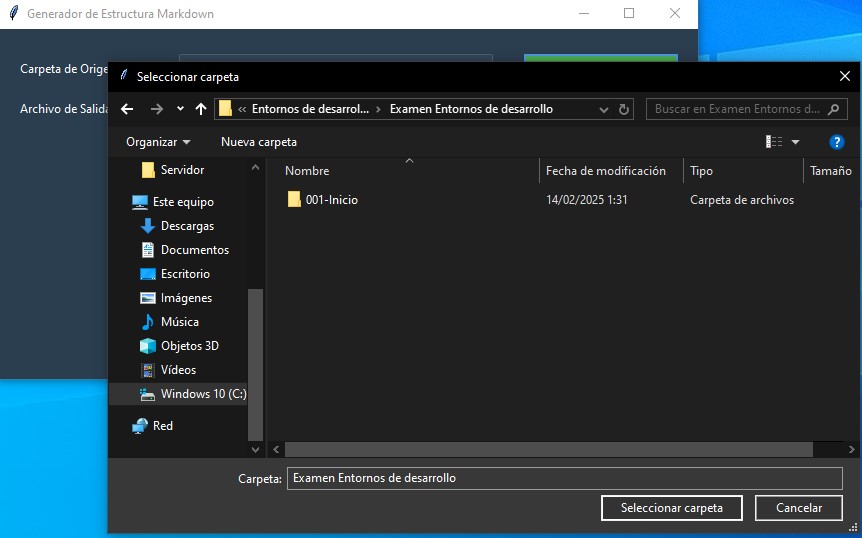 Generador de Estructura Markdown
Carpeta de Orige
Archivo de Salida
Seleccionar carpeta
« Entornos de desarrol... › Examen Entornos de desarrollo
Buscar en Examen Entornos d...
Organizar
Nueva carpeta
?
Nombre
Fecha de modificación
Tipo
Tamaño
001-Inicio
14/02/2025 1:31
Carpeta de archivos
Servidor
Este equipo
Descargas
Documentos
Escritorio
Imágenes
Música
Objetos 3D
Vídeos
Windows 10 (C:)
Red
Carpeta:
Examen Entornos de desarrollo
Seleccionar carpeta
Cancelar